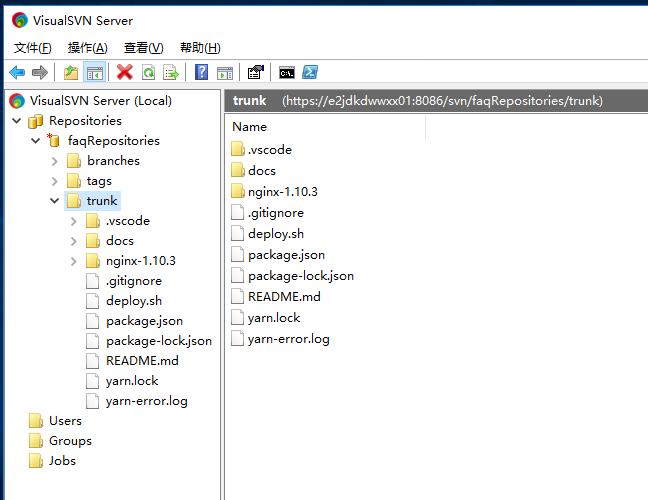 VisualSVN Server
文件(F) 操作(A) 查看(V) 帮助(H)
VisualSVN Server (Local)
Repositories
faqRepositories
branches
tags
trunk
.vscode
docs
nginx-1.10.3
.gitignore
deploy.sh
package.json
package-lock.json
README.md
yarn.lock
yarn-error.log
Users
Groups
Jobs
trunk (https://e2jdkdwwxx01:8086/svn/faqRepositories/trunk)
Name
.vscode
docs
nginx-1.10.3
.gitignore
deploy.sh
package.json
package-lock.json
README.md
yarn.lock
yarn-error.log